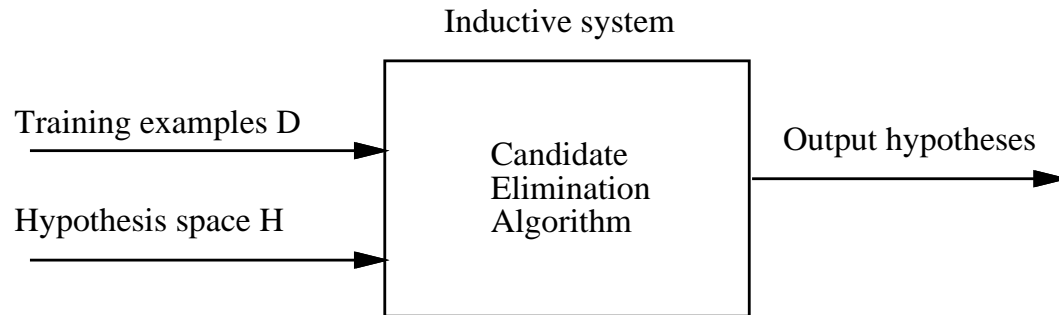 Inductive system
Training examples D
Hypothesis space H
Candidate
Elimination
Algorithm
Output hypotheses